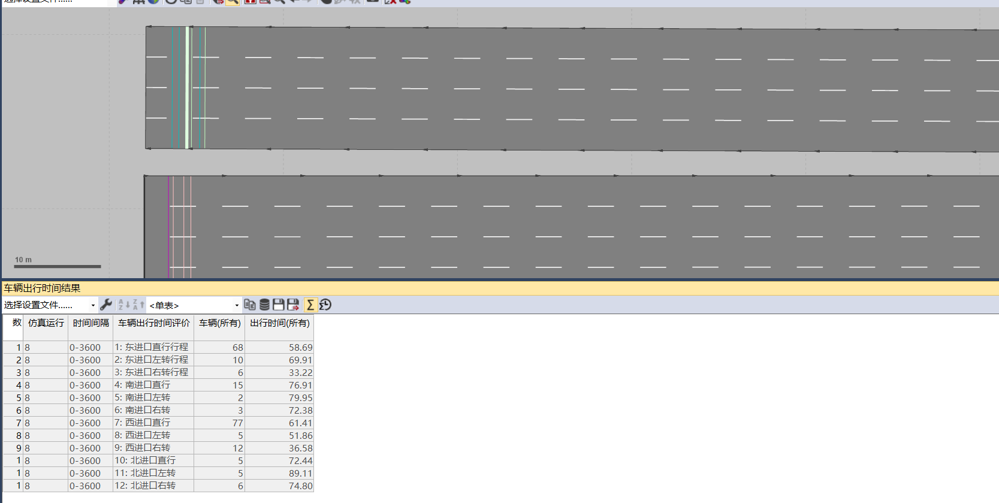 选择设置文件......
10 m
车辆出行时间结果
选择设置文件...... <单表>
数 仿真运行 时间间隔 车辆出行时间评价 车辆(所有) 出行时间(所有)
1 8 0-3600 1: 东进口直行行程 68 58.69
2 8 0-3600 2: 东进口左转行程 10 69.91
3 8 0-3600 3: 东进口右转行程 6 33.22
4 8 0-3600 4: 南进口直行 15 76.91
5 8 0-3600 5: 南进口左转 2 79.95
6 8 0-3600 6: 南进口右转 3 72.38
7 8 0-3600 7: 西进口直行 77 61.41
8 8 0-3600 8: 西进口左转 5 51.86
9 8 0-3600 9: 西进口右转 12 36.58
1 8 0-3600 10: 北进口直行 5 72.44
1 8 0-3600 11: 北进口左转 5 89.11
1 8 0-3600 12: 北进口右转 6 74.80